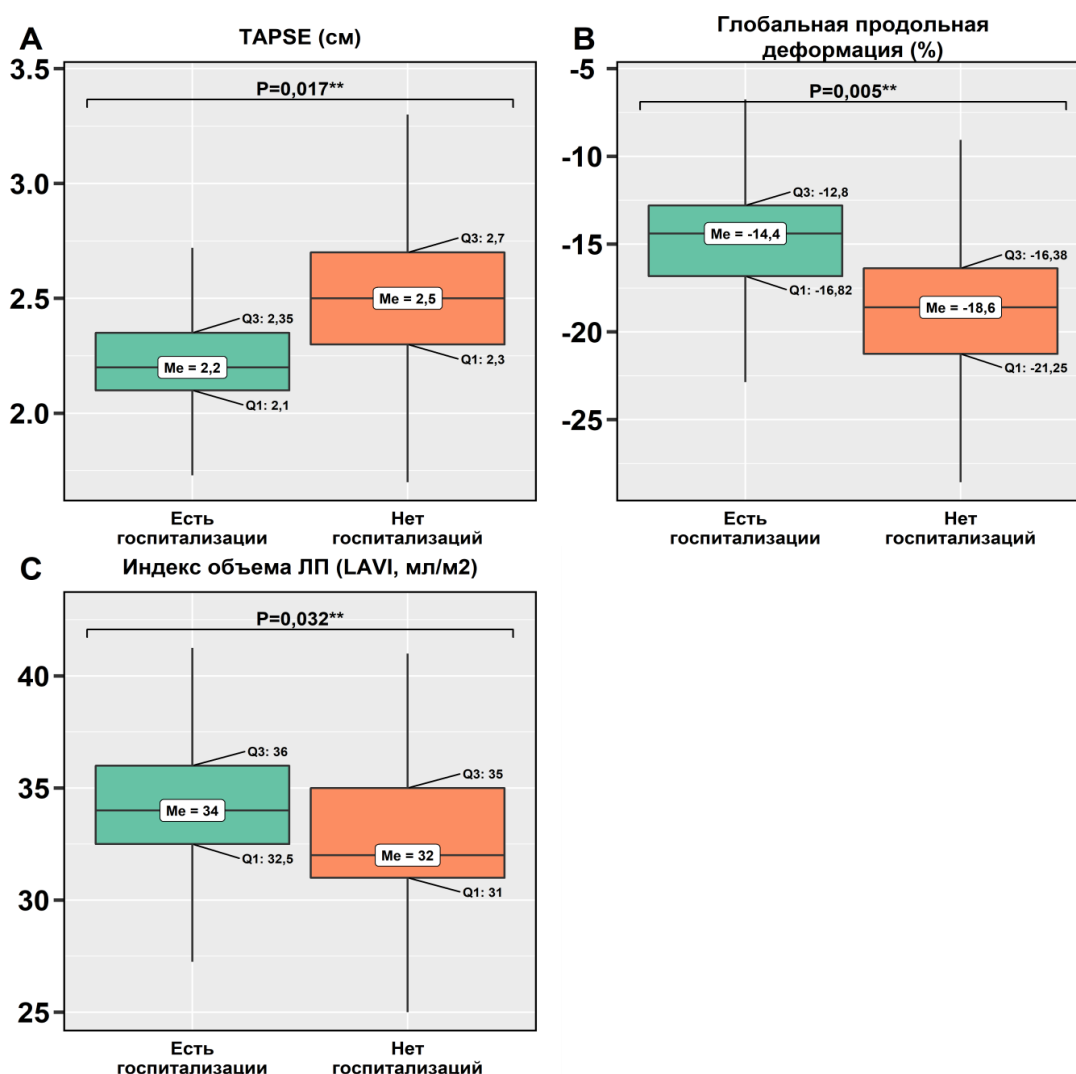 A
TAPSE (см)
3.5
3.0
2.5
2.0
P=0,017**
Q3: 2,35
Me = 2,2
Q1: 2,1
Q3: 2,7
Me = 2,5
Q1: 2,3
Есть
госпитализации
Нет
госпитализаций
B
Глобальная продольная
деформация (%)
-5
-10
-15
-20
-25
P=0,005**
Q3: -12,8
Me = -14,4
Q1: -16,82
Q3: -16,38
Me = -18,6
Q1: -21,25
Есть
госпитализации
Нет
госпитализаций
C
Индекс объема ЛП (LAVI, мл/м2)
40
35
30
25
P=0,032**
Q3: 36
Me = 34
Q1: 32,5
Q3: 35
Me = 32
Q1: 31
Есть
госпитализации
Нет
госпитализаций